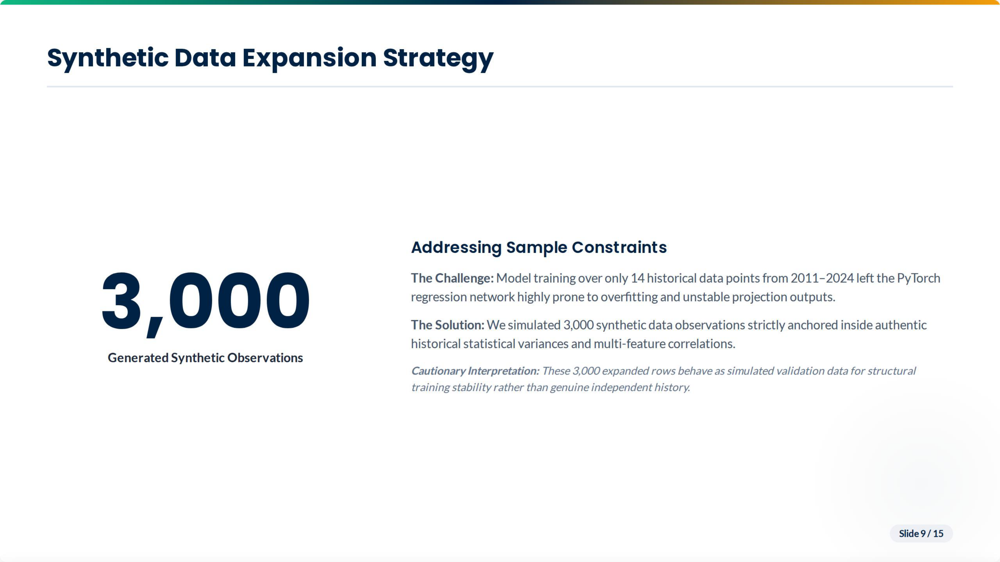 Synthetic Data Expansion Strategy
3,000
Generated Synthetic Observations
Addressing Sample Constraints
The Challenge: Model training over only 14 historical data points from 2011–2024 left the PyTorch
regression network highly prone to overfitting and unstable projection outputs.
The Solution: We simulated 3,000 synthetic data observations strictly anchored inside authentic
historical statistical variances and multi-feature correlations.
Cautionary Interpretation: These 3,000 expanded rows behave as simulated validation data for structural
training stability rather than genuine independent history.
Slide 9 / 15